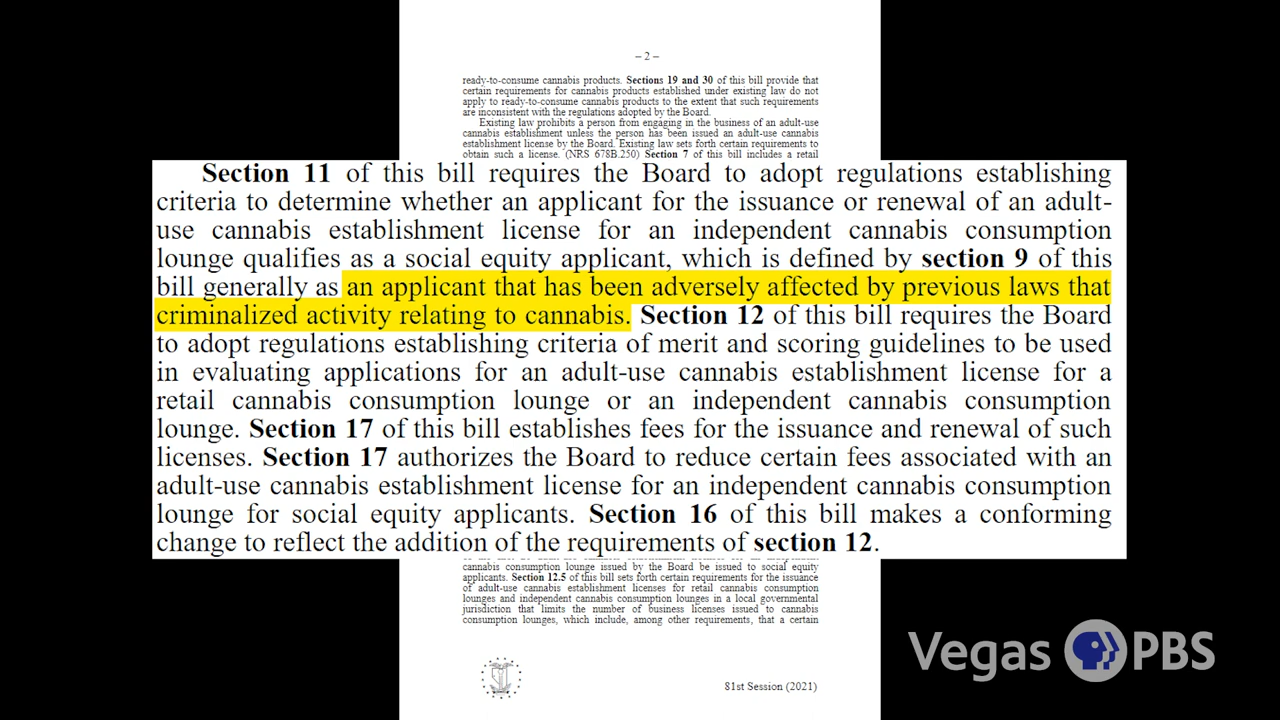 – 2 –
ready-to-consume cannabis products. Sections 19 and 30 of this bill provide that
certain requirements for cannabis products established under existing law do not
apply to ready-to-consume cannabis products to the extent that such requirements
are inconsistent with the regulations adopted by the Board.
Existing law prohibits a person from engaging in the business of an adult-use
cannabis establishment unless the person has been issued an adult-use cannabis
establishment license by the Board. Existing law sets forth certain requirements to
obtain such a license. (NRS 678B.250) Section 7 of this bill includes a retail
Section 11 of this bill requires the Board to adopt regulations establishing
criteria to determine whether an applicant for the issuance or renewal of an adult-
use cannabis establishment license for an independent cannabis consumption
lounge qualifies as a social equity applicant, which is defined by section 9 of this
bill generally as an applicant that has been adversely affected by previous laws that
criminalized activity relating to cannabis. Section 12 of this bill requires the Board
to adopt regulations establishing criteria of merit and scoring guidelines to be used
in evaluating applications for an adult-use cannabis establishment license for a
retail cannabis consumption lounge or an independent cannabis consumption
lounge. Section 17 of this bill establishes fees for the issuance and renewal of such
licenses. Section 17 authorizes the Board to reduce certain fees associated with an
adult-use cannabis establishment license for an independent cannabis consumption
lounge for social equity applicants. Section 16 of this bill makes a conforming
change to reflect the addition of the requirements of section 12.
cannabis consumption lounge issued by the Board be issued to social equity
applicants. Section 12.5 of this bill sets forth certain requirements for the issuance
of adult-use cannabis establishment licenses for retail cannabis consumption
lounges and independent cannabis consumption lounges in a local governmental
jurisdiction that limits the number of business licenses issued to cannabis
consumption lounges, which include, among other requirements, that a certain
Vegas PBS
81st Session (2021)